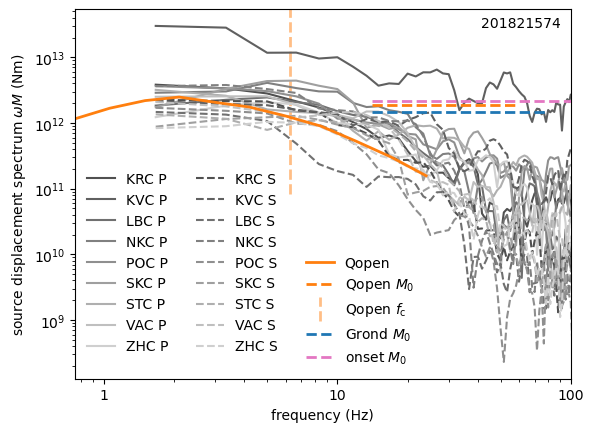 201821574
source displacement spectrum ωM (Nm)
10¹³
10¹²
10¹¹
10¹⁰
10⁹
KRC P
KVC P
LBC P
NKC P
POC P
SKC P
STC P
VAC P
ZHC P
KRC S
KVC S
LBC S
NKC S
POC S
SKC S
STC S
VAC S
ZHC S
Qopen
Qopen M₀
Qopen f_c
Grond M₀
onset M₀
1
10
100
frequency (Hz)